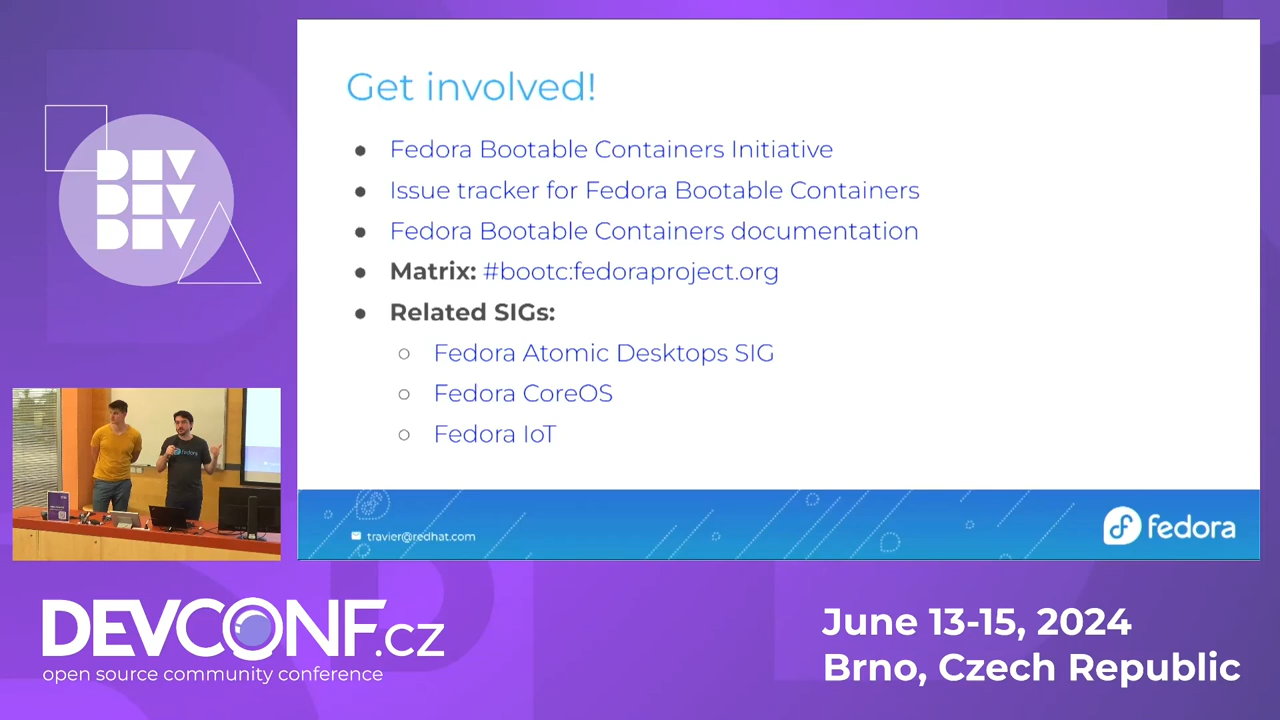 Get involved!
Fedora Bootable Containers Initiative
Issue tracker for Fedora Bootable Containers
Fedora Bootable Containers documentation
Matrix: #bootc:fedoraproject.org
Related SIGs:
Fedora Atomic Desktops SIG
Fedora CoreOS
Fedora IoT
travier@redhat.com
fedora
DEV
DEV
DEV
fedora
DEVCONF.cz
open source community conference
June 13-15, 2024
Brno, Czech Republic